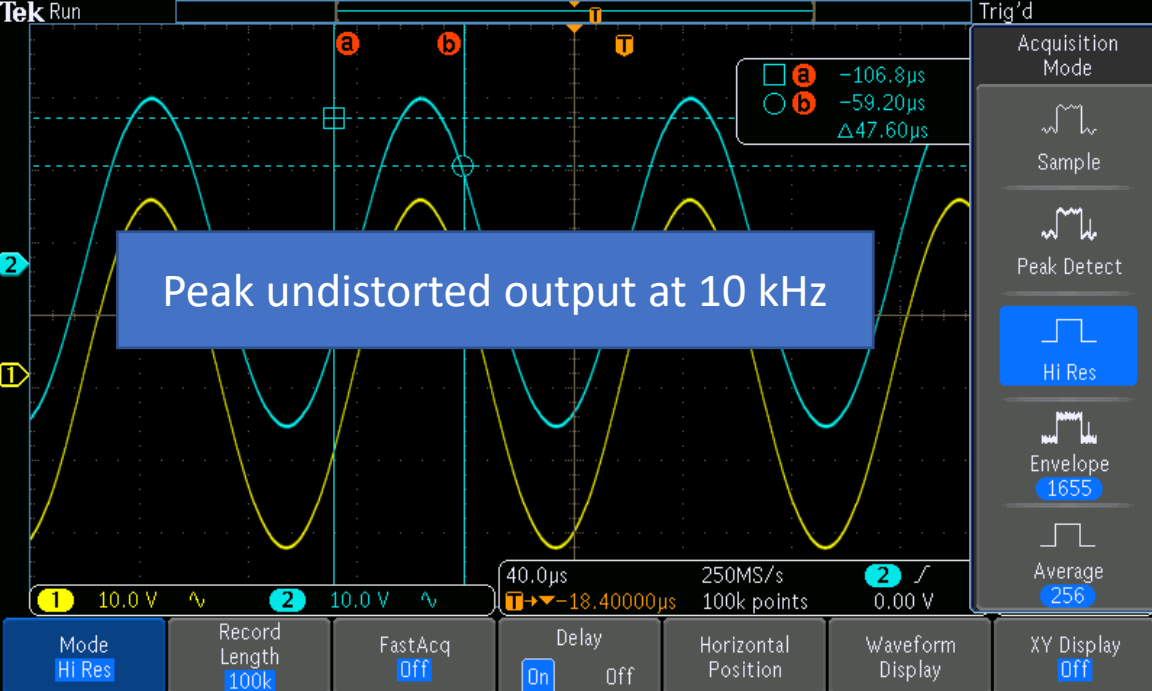 Tek Run
Trig'd
a b
T
T
a -106.8µs
b -59.20µs
Δ47.60µs
Acquisition
Mode
Sample
Peak Detect
Hi Res
Envelope
1655
Average
256
2
Peak undistorted output at 10 kHz
1
1 10.0 V 2 10.0 V
40.0µs 250MS/s 2
T→▼-18.40000µs 100k points 0.00 V
Mode
Hi Res
Record
Length
100k
FastAcq
Off
Delay
On Off
Horizontal
Position
Waveform
Display
XY Display
Off